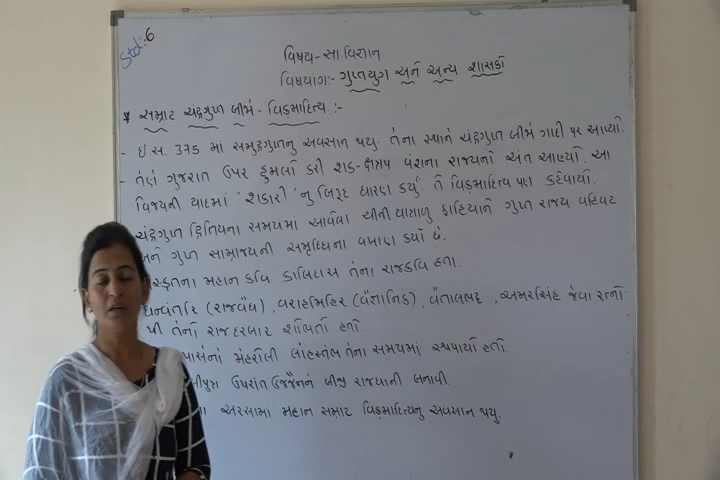 Std:6
વિષય-સા.વિજ્ઞાન
વિષયાંગ:- ગુપ્તયુગ અને અન્ય શાસકો
* સમ્રાટ ચંદ્રગુપ્ત બીજો - વિક્રમાદિત્ય :-
- ઈ.સ. 375 માં સમુદ્રગુપ્તનુ અવસાન થયુ. તેના સ્થાને ચંદ્રગુપ્ત બીજો ગાદી પર આવ્યો.
- તેણે ગુજરાત ઉપર હુમલો કરી શક-ક્ષત્રપ વંશના રાજ્યનો અંત આણ્યો. આ
વિજયની યાદમાં 'શકારી' નુ બિરૂદ ધારણ કર્યું. તે વિક્રમાદિત્ય પણ કહેવાયો.
ચંદ્રગુપ્ત દ્વિતિયના સમયમાં આવેલા ચીની યાત્રાળુ ફાહિયાને ગુપ્ત રાજ્ય વહિવટ
અને ગુપ્ત સામ્રાજ્યની સમૃધ્ધિના વખાણ કર્યા છે.
સ્કૃતના મહાન કવિ કાલિદાસ તેના રાજકવિ હતા.
ધન્વંતરિ (રાજવૈદ્ય), વરાહમિહિર (વૈજ્ઞાનિક), વૈતાલભટ્ટ, અમરસિંહ જેવા રત્નો
થી તેનો રાજદરબાર શોભતો હતો.
પાસેનો મેહરોલી લોહસ્તંભ તેના સમયમાં સ્થપાયો હતો.
ઉપરાંત ઉજ્જૈનને બીજી રાજધાની બનાવી.
અરસામાં મહાન સમ્રાટ વિક્રમાદિત્યનુ અવસાન થયુ.